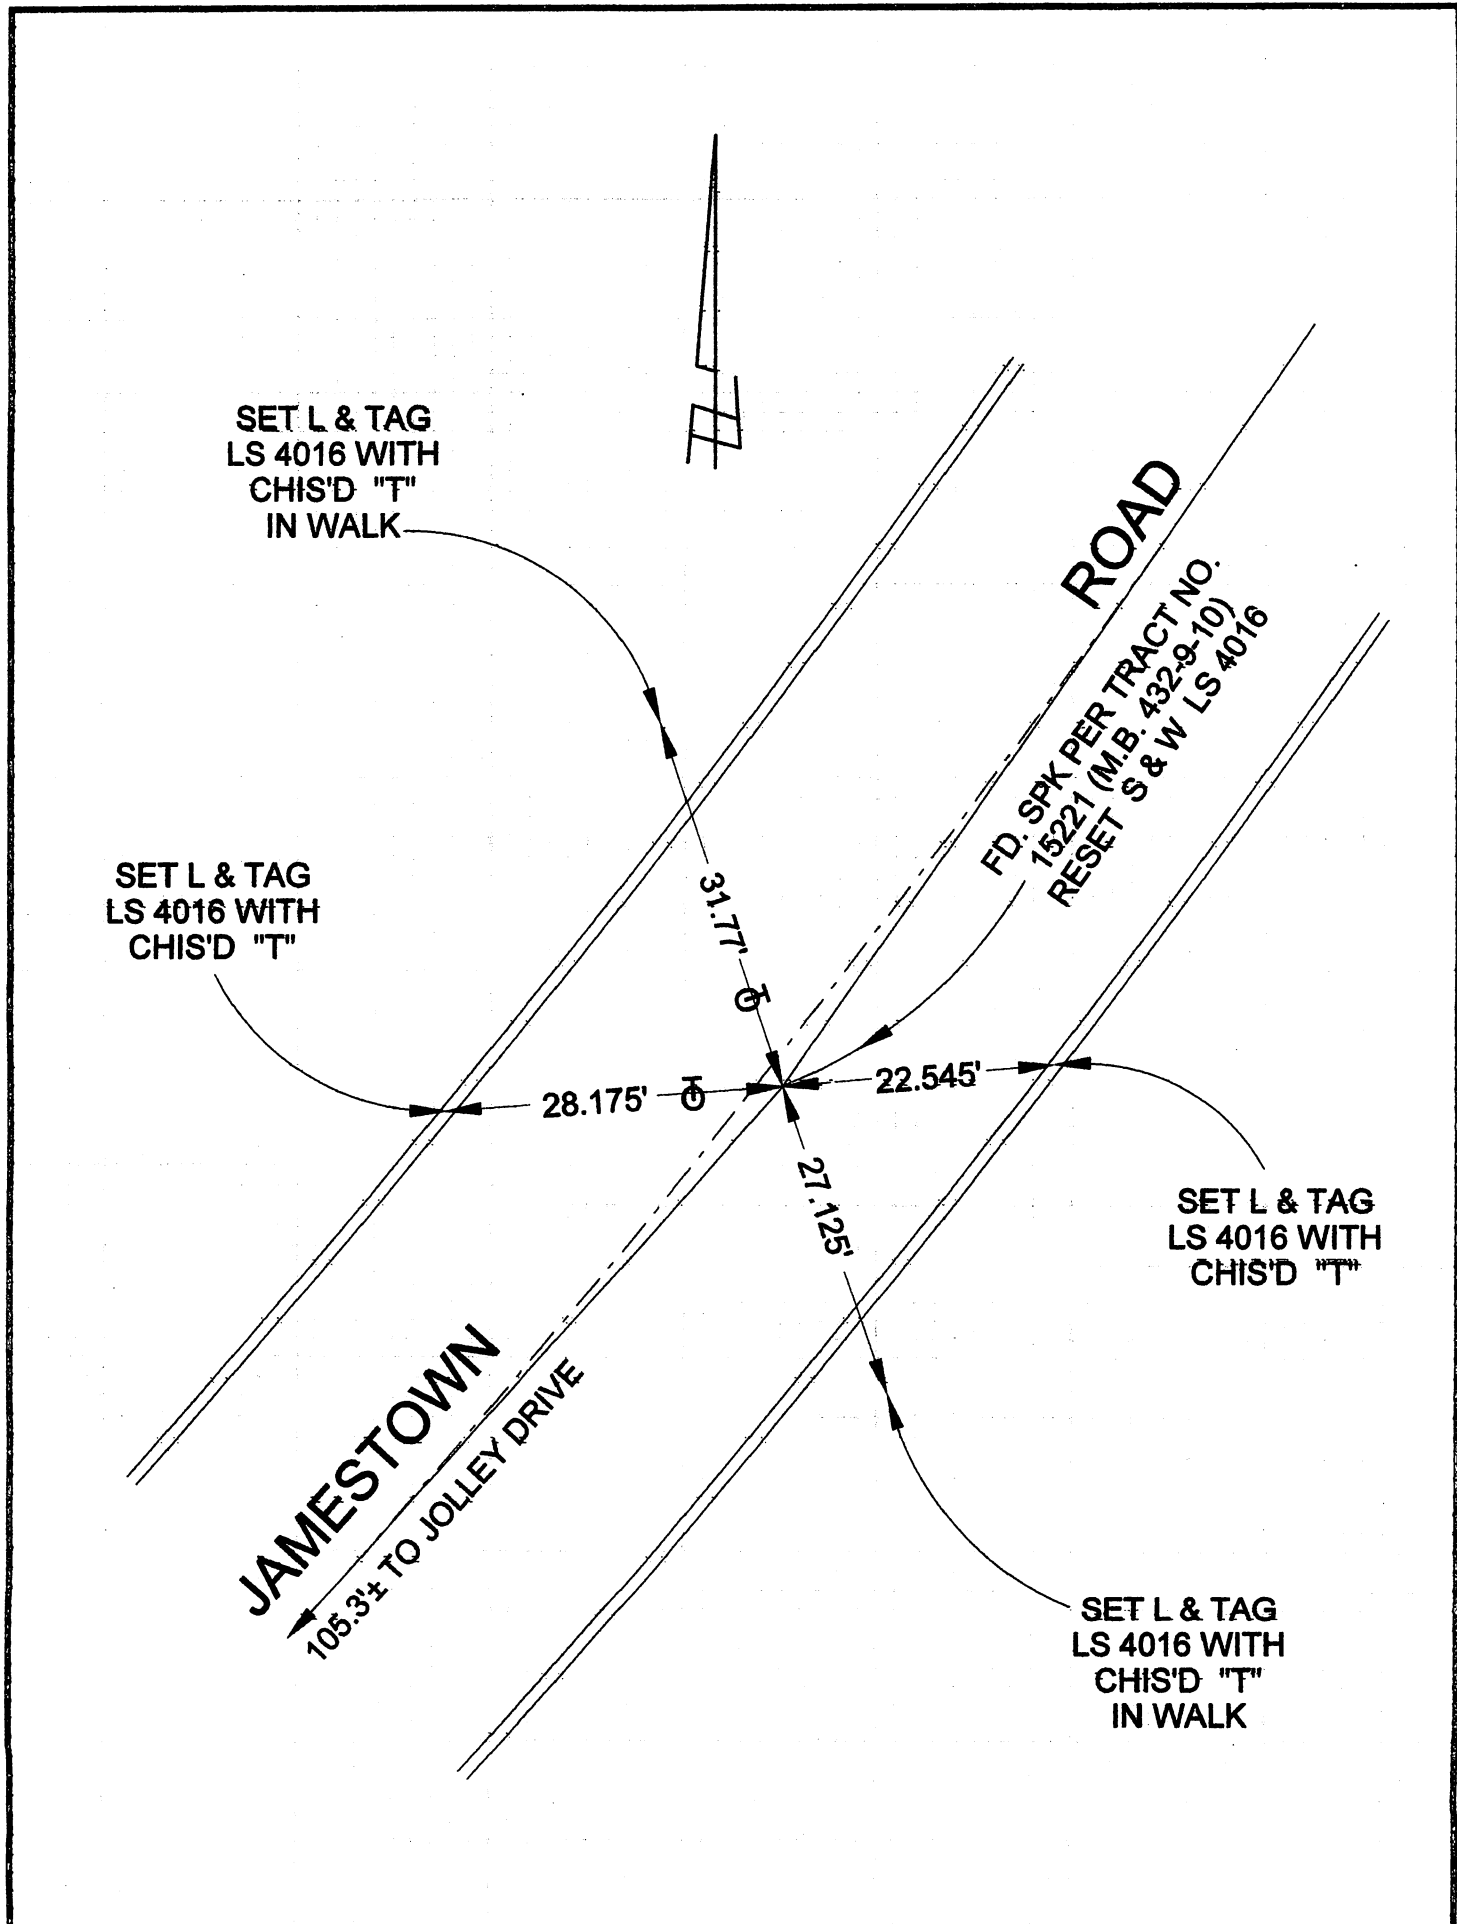 SET L & TAG
LS 4016 WITH
CHIS'D "T"
IN WALK
N
ROAD
FD. SPK PER TRACT NO.
15221 (M.B. 432-9-10)
RESET S & W LS 4016
SET L & TAG
LS 4016 WITH
CHIS'D "T"
31.77'
28.175'
22.545'
27.125'
SET L & TAG
LS 4016 WITH
CHIS'D "T"
JAMESTOWN
105.3'± TO JOLLEY DRIVE
SET L & TAG
LS 4016 WITH
CHIS'D "T"
IN WALK